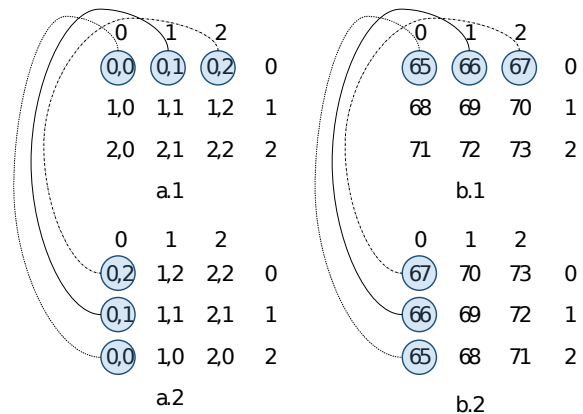 0 1 2
0,0 0,1 0,2 0
1,0 1,1 1,2 1
2,0 2,1 2,2 2
a.1
0 1 2
65 66 67 0
68 69 70 1
71 72 73 2
b.1
0 1 2
0,2 1,2 2,2 0
0,1 1,1 2,1 1
0,0 1,0 2,0 2
a.2
0 1 2
67 70 73 0
66 69 72 1
65 68 71 2
b.2